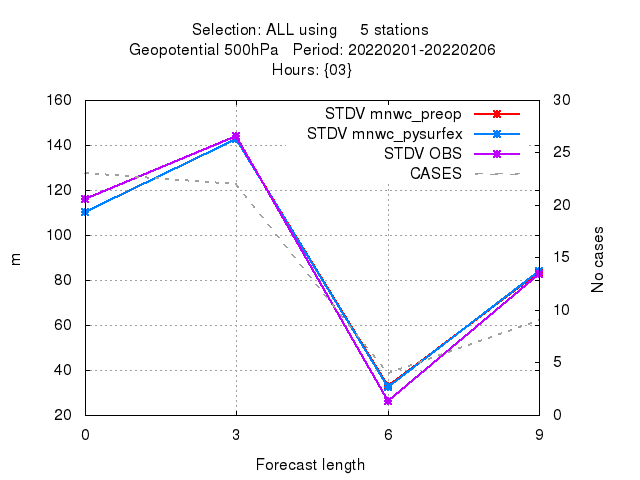 Selection: ALL using     5 stations
Geopotential 500hPa   Period: 20220201-20220206
Hours: {03}
160
140
120
100
80
60
40
20
30
25
20
15
10
5
0
STDV mnwc_preop
STDV mnwc_pysurfex
STDV OBS
CASES
m
No cases
0 3 6 9
Forecast length